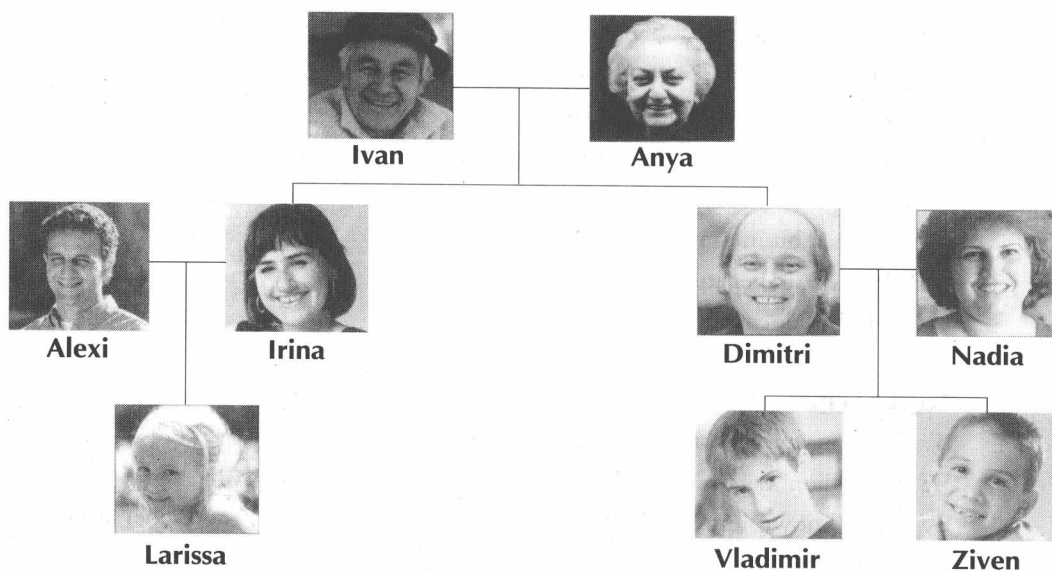 Ivan
Anya
Alexi
Irina
Dimitri
Nadia
Larissa
Vladimir
Ziven